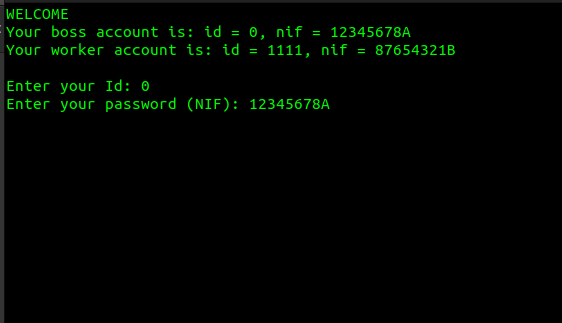 WELCOME
Your boss account is: id = 0, nif = 12345678A
Your worker account is: id = 1111, nif = 87654321B
Enter your Id: 0
Enter your password (NIF): 12345678A